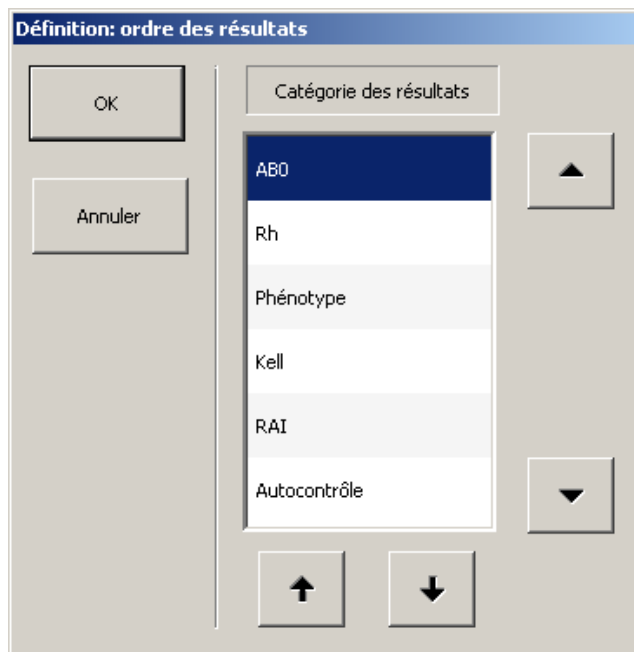 Définition: ordre des résultats
OK
Annuler
Catégorie des résultats
AB0
Rh
Phénotype
Kell
RAI
Autocontrôle